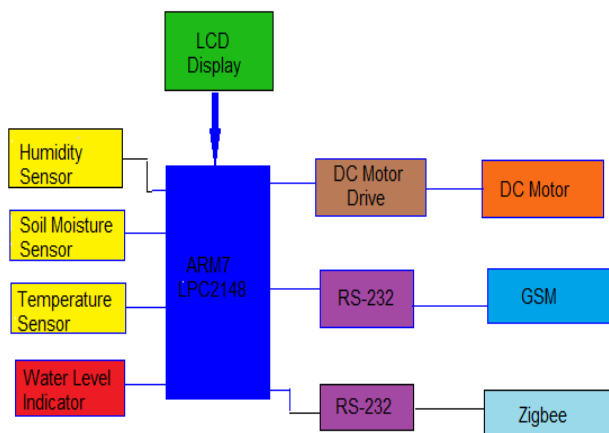 LCD
Display
Humidity
Sensor
DC Motor
Drive
DC Motor
Soil Moisture
Sensor
ARM7
LPC2148
RS-232
GSM
Temperature
Sensor
Water Level
Indicator
RS-232
Zigbee